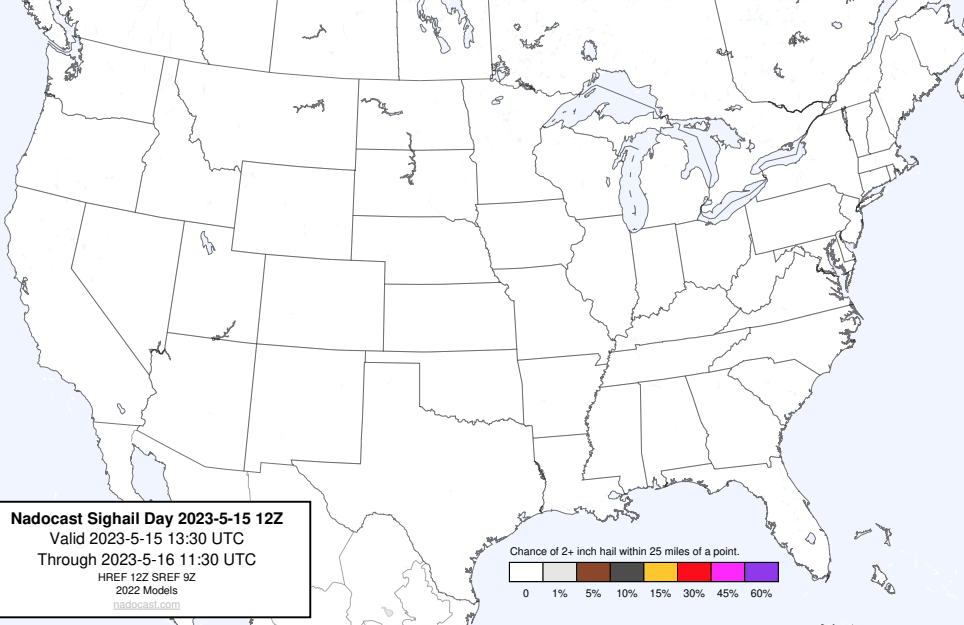 Nadocast Sighail Day 2023-5-15 12Z
Valid 2023-5-15 13:30 UTC
Through 2023-5-16 11:30 UTC
HREF 12Z SREF 9Z
2022 Models
nadocast.com
Chance of 2+ inch hail within 25 miles of a point.
0 1% 5% 10% 15% 30% 45% 60%